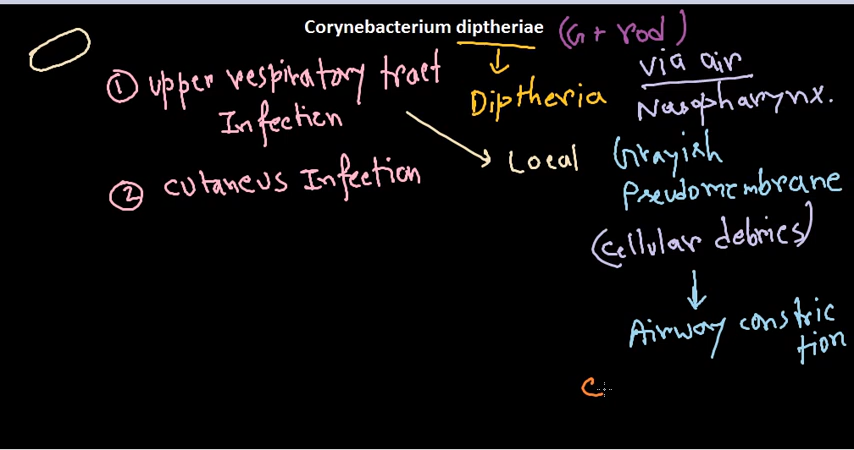 Corynebacterium diptheriae (G+ rod)
① Upper respiratory tract
Infection
② Cutaneus Infection
Diptheria
via air
Nasopharynx.
Local
Grayish
Pseudomembrane
(Cellular debries)
Airway constric
tion
C